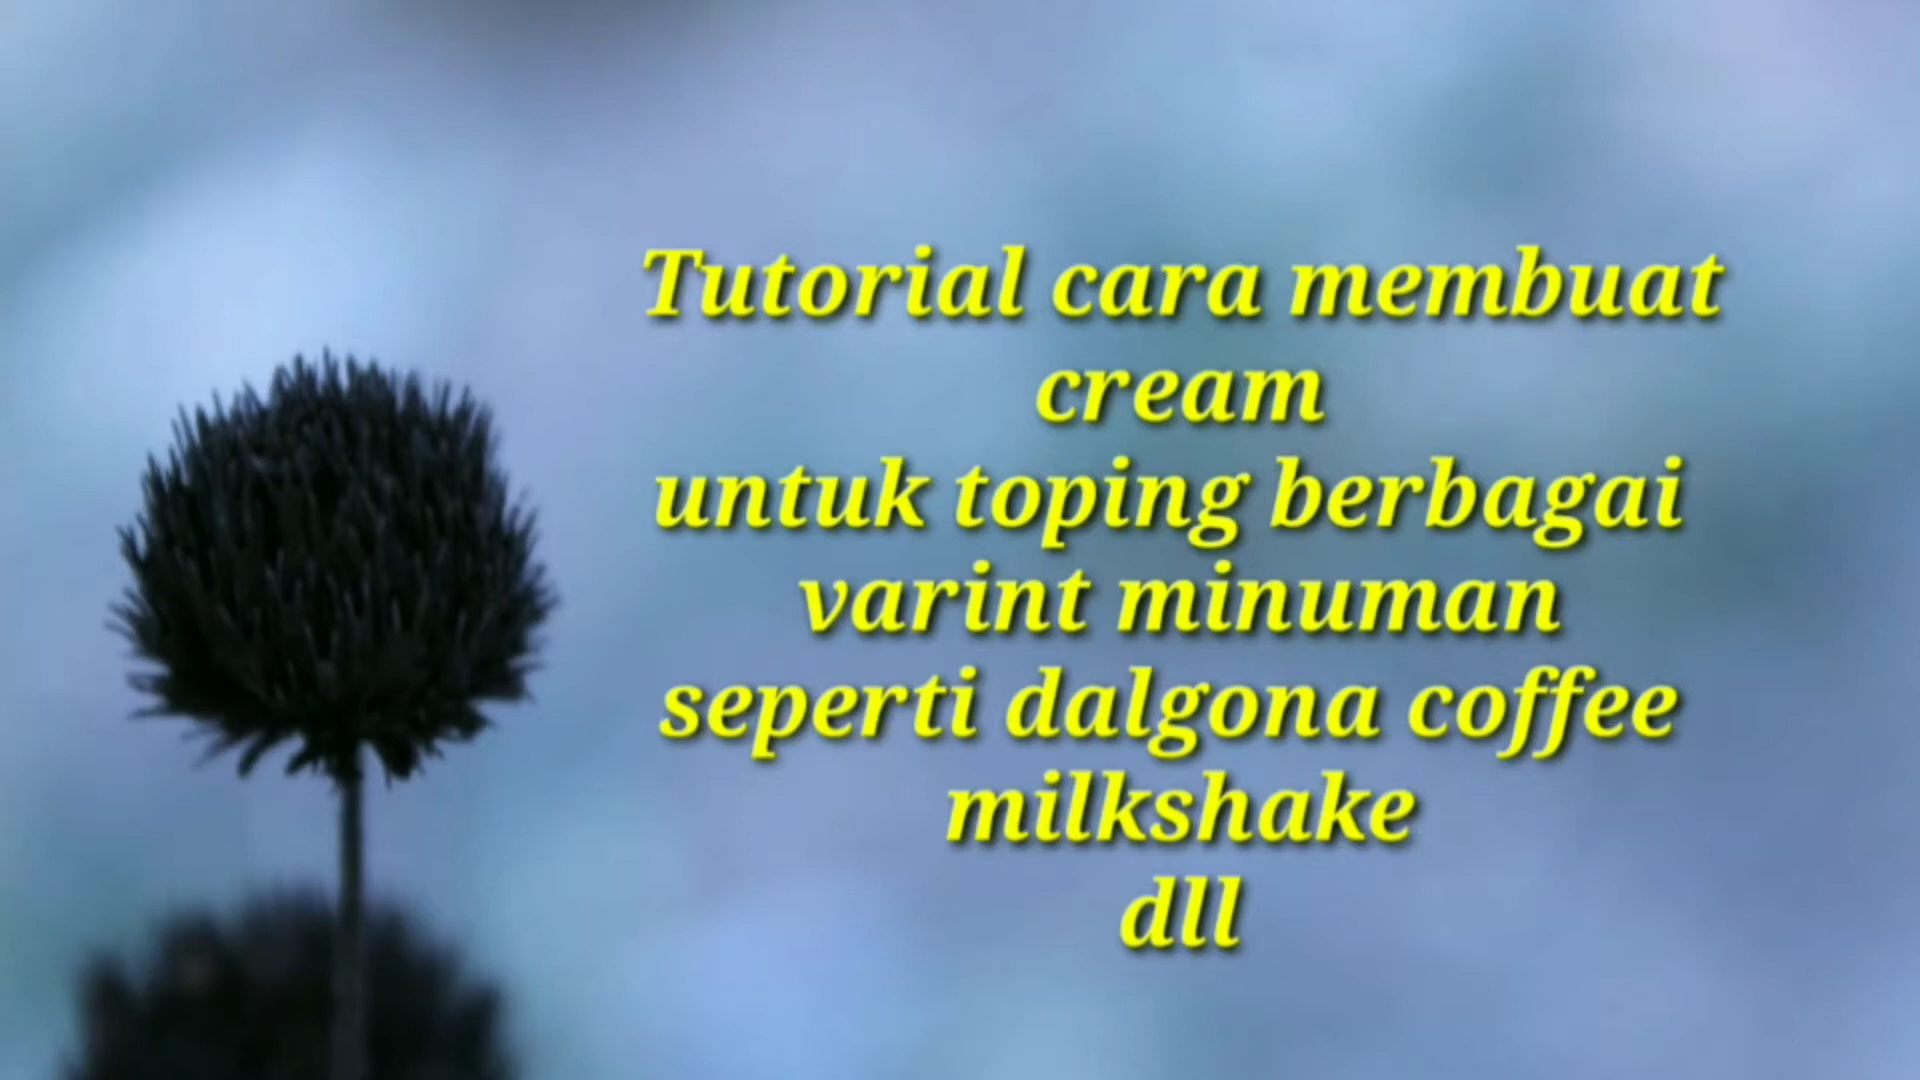 Tutorial cara membuat
cream
untuk toping berbagai
varint minuman
seperti dalgona coffee
milkshake
dll